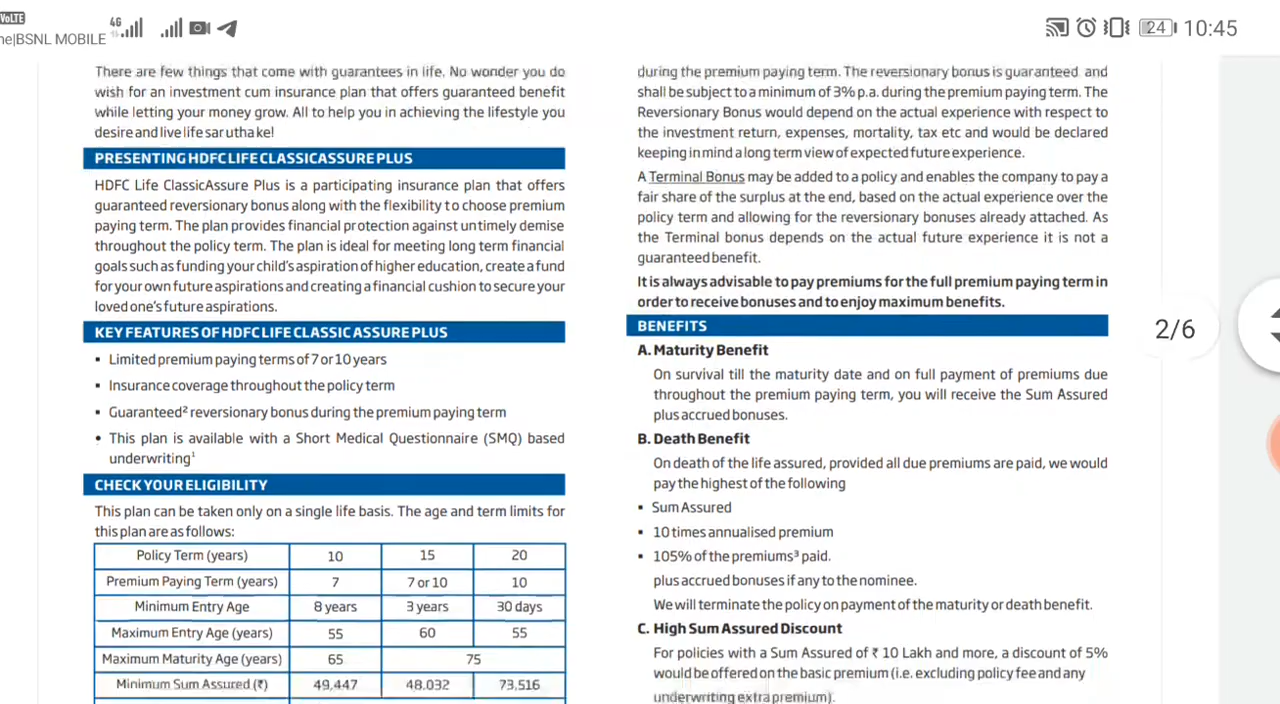 VoLTE
4G
24
10:45
ne|BSNL MOBILE
There are few things that come with guarantees in life. No wonder you do
wish for an investment cum insurance plan that offers guaranteed benefit
while letting your money grow. All to help you in achieving the lifestyle you
desire and live life sar utha ke!
PRESENTING HDFC LIFE CLASSICASSURE PLUS
HDFC Life ClassicAssure Plus is a participating insurance plan that offers
guaranteed reversionary bonus along with the flexibility to choose premium
paying term. The plan provides financial protection against untimely demise
throughout the policy term. The plan is ideal for meeting long term financial
goals such as funding your child's aspiration of higher education, create a fund
for your own future aspirations and creating a financial cushion to secure your
loved one's future aspirations.
KEY FEATURES OF HDFC LIFE CLASSIC ASSURE PLUS
▪ Limited premium paying terms of 7 or 10 years
▪ Insurance coverage throughout the policy term
▪ Guaranteed² reversionary bonus during the premium paying term
• This plan is available with a Short Medical Questionnaire (SMQ) based
underwriting¹
CHECK YOUR ELIGIBILITY
This plan can be taken only on a single life basis. The age and term limits for
this plan are as follows:
Policy Term (years) 10 15 20
Premium Paying Term (years) 7 7 or 10 10
Minimum Entry Age 8 years 3 years 30 days
Maximum Entry Age (years) 55 60 55
Maximum Maturity Age (years) 65 75
Minimum Sum Assured (₹) 49,447 48,032 73,516
during the premium paying term. The reversionary bonus is guaranteed and
shall be subject to a minimum of 3% p.a. during the premium paying term. The
Reversionary Bonus would depend on the actual experience with respect to
the investment return, expenses, mortality, tax etc and would be declared
keeping in mind a long term view of expected future experience.
A Terminal Bonus may be added to a policy and enables the company to pay a
fair share of the surplus at the end, based on the actual experience over the
policy term and allowing for the reversionary bonuses already attached. As
the Terminal bonus depends on the actual future experience it is not a
guaranteed benefit.
It is always advisable to pay premiums for the full premium paying term in
order to receive bonuses and to enjoy maximum benefits.
BENEFITS
A. Maturity Benefit
On survival till the maturity date and on full payment of premiums due
throughout the premium paying term, you will receive the Sum Assured
plus accrued bonuses.
B. Death Benefit
On death of the life assured, provided all due premiums are paid, we would
pay the highest of the following
▪ Sum Assured
▪ 10 times annualised premium
▪ 105% of the premiums³ paid.
plus accrued bonuses if any to the nominee.
We will terminate the policy on payment of the maturity or death benefit.
C. High Sum Assured Discount
For policies with a Sum Assured of ₹ 10 Lakh and more, a discount of 5%
would be offered on the basic premium (i.e. excluding policy fee and any
underwriting extra premium).
2/6